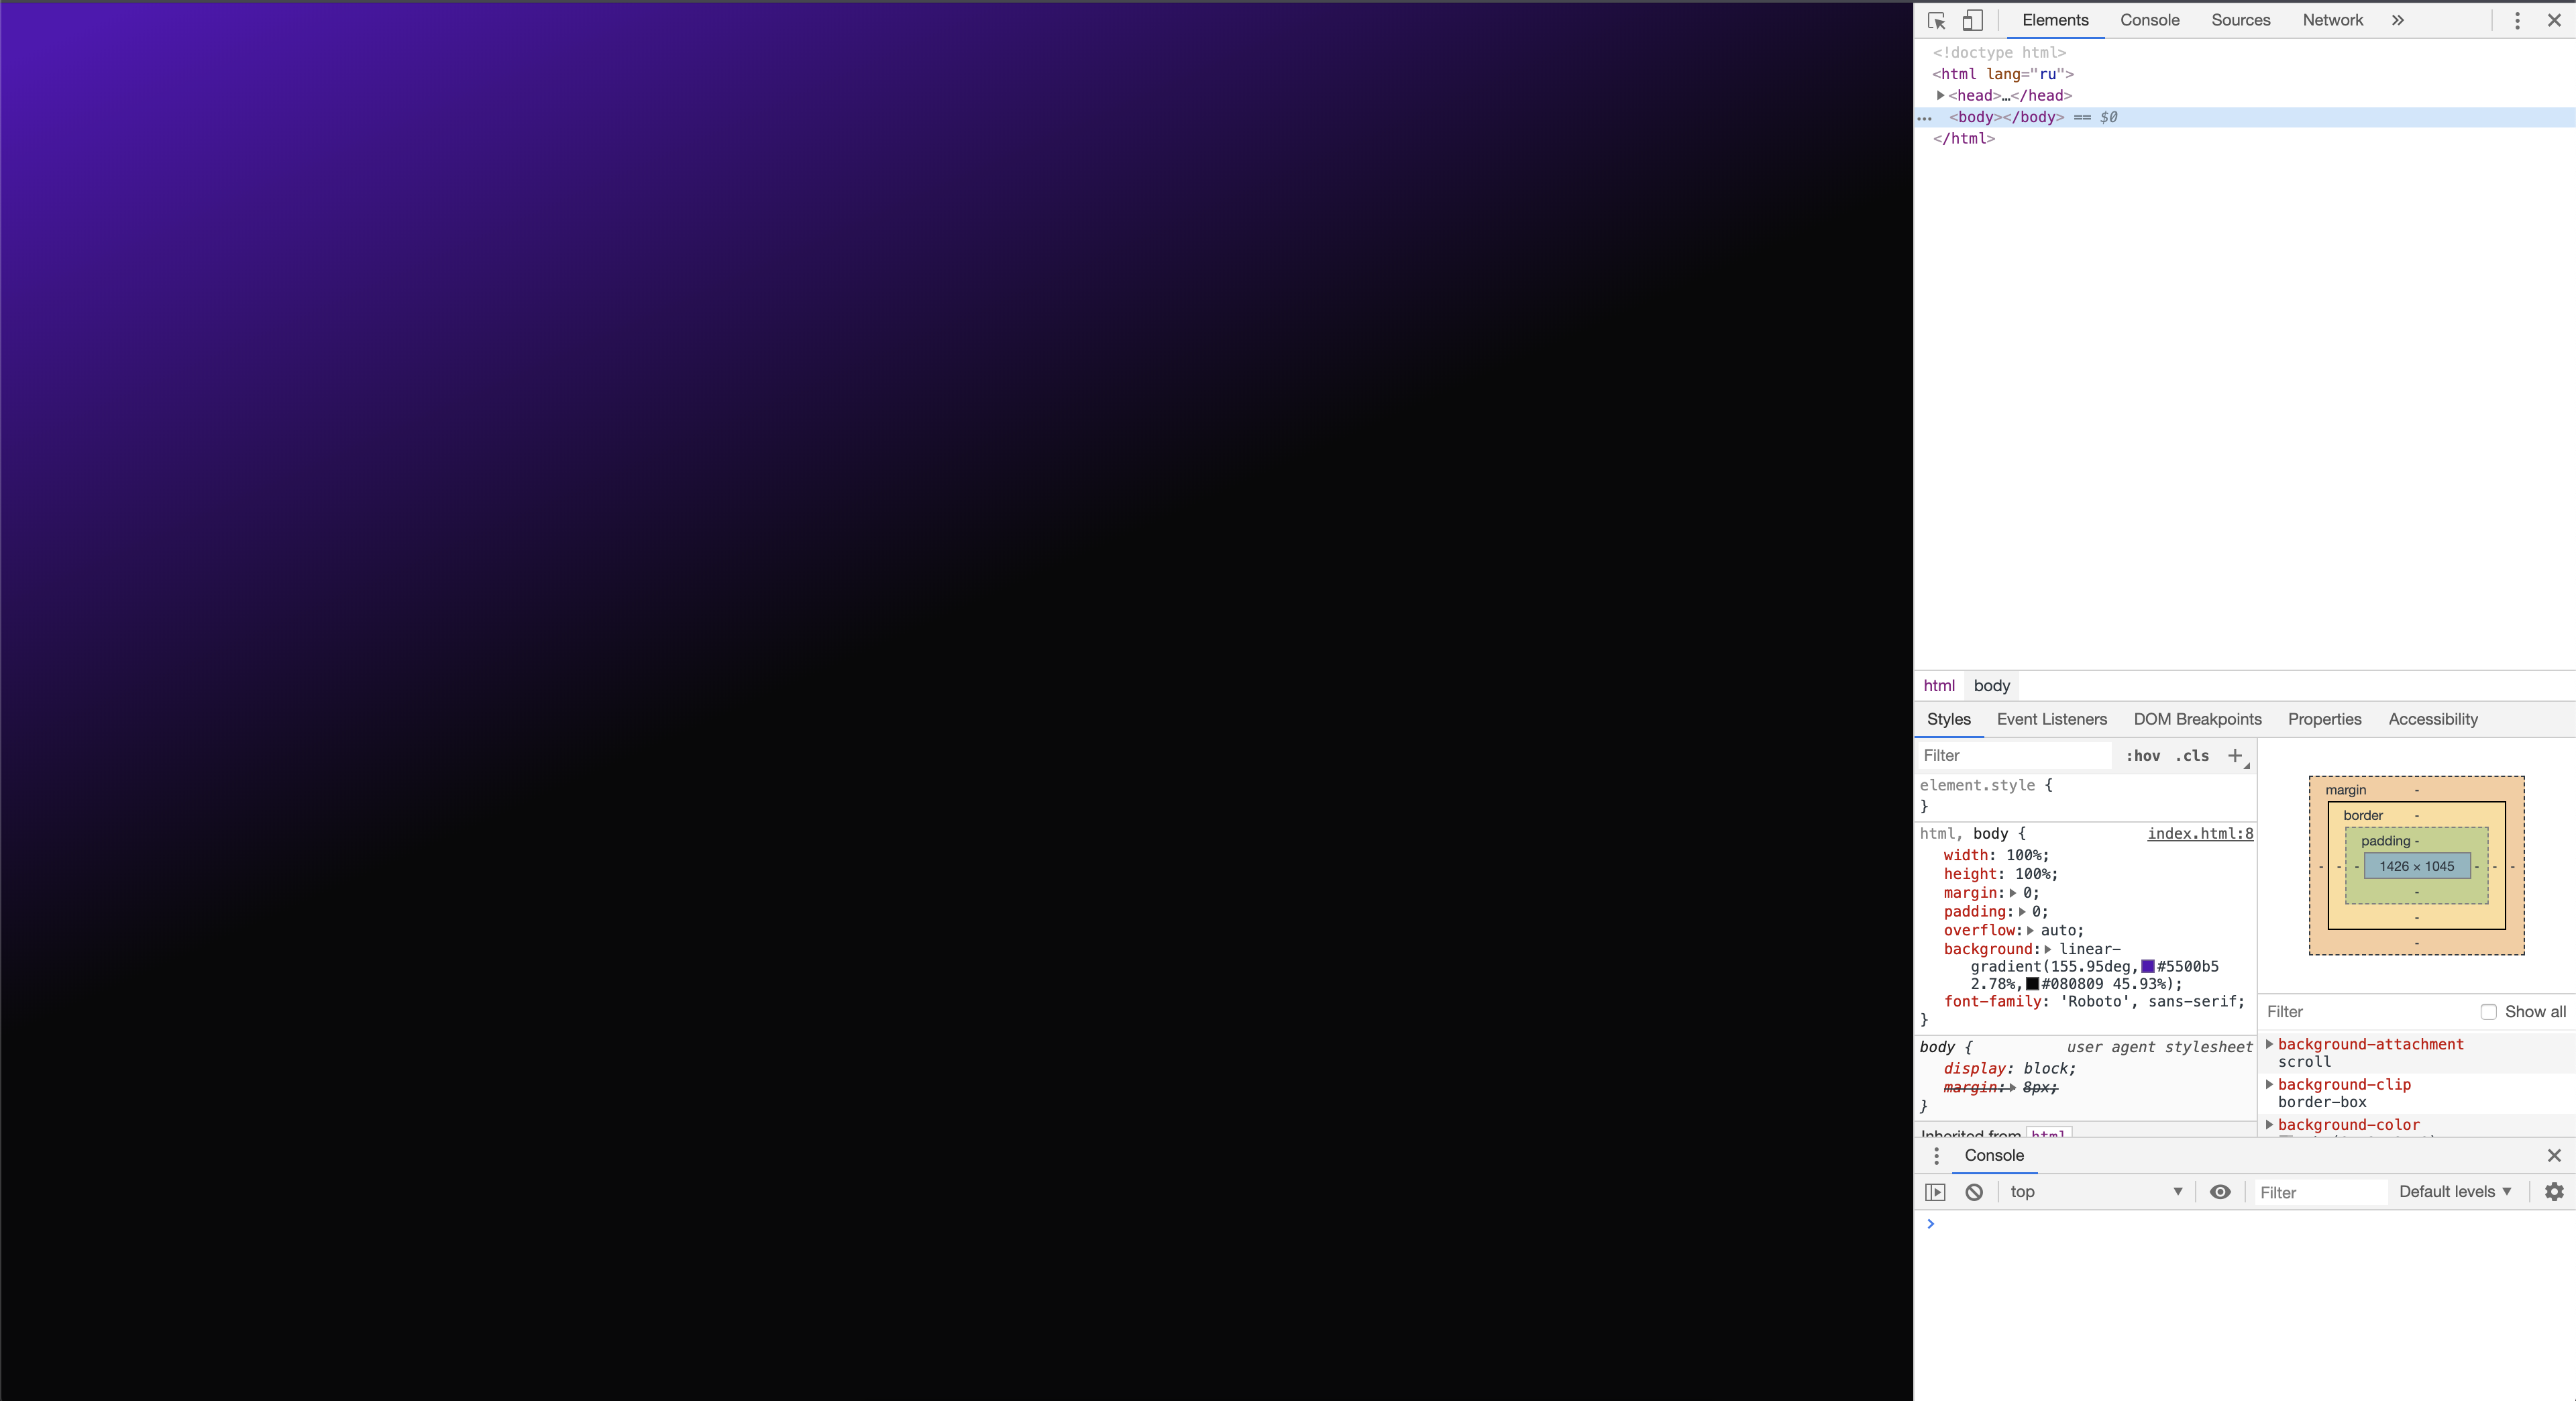 Elements Console Sources Network »
<!doctype html>
<html lang="ru">
<head>…</head>
<body></body> == $0
</html>
html body
Styles Event Listeners DOM Breakpoints Properties Accessibility
Filter :hov .cls +
element.style {
}
html, body { index.html:8
width: 100%;
height: 100%;
margin: 0;
padding: 0;
overflow: auto;
background: linear-
gradient(155.95deg, #5500b5
2.78%, #080809 45.93%);
font-family: 'Roboto', sans-serif;
}
body { user agent stylesheet
display: block;
margin: 8px;
}
Inherited from html
margin -
border -
padding -
- - - 1426 × 1045 - - -
-
-
-
Filter Show all
background-attachment
scroll
background-clip
border-box
background-color
Console
top Filter Default levels